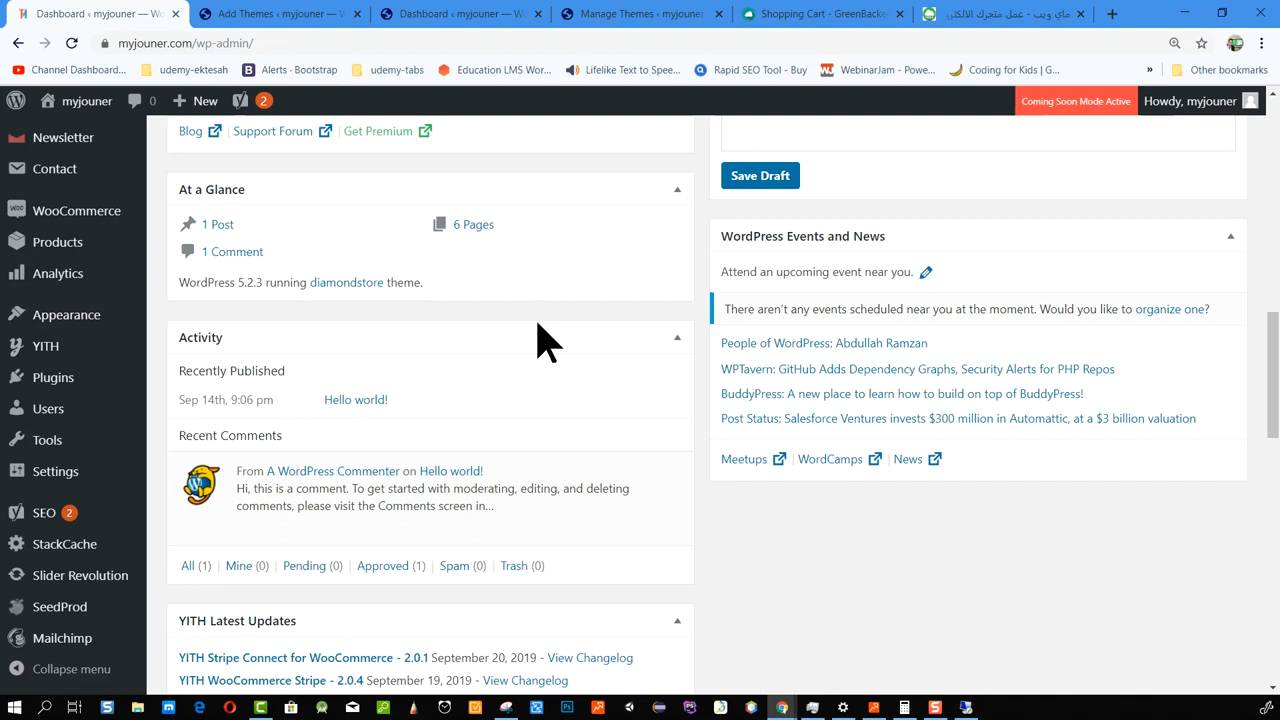 Dashboard ‹ myjouner — WordPr
Add Themes ‹ myjouner — WordP
Dashboard ‹ myjouner — WordPr
Manage Themes ‹ myjouner — W
Shopping Cart - GreenBacker
ماي ويب - عمل متجرك الالكتر
myjouner.com/wp-admin/
Channel Dashboard...
udemy-ektesah
Alerts · Bootstrap
udemy-tabs
Education LMS Wor...
Lifelike Text to Spee...
Rapid SEO Tool - Buy
WebinarJam - Powe...
Coding for Kids | G...
»
Other bookmarks
myjouner
0
New
2
Coming Soon Mode Active
Howdy, myjouner
Newsletter
Contact
WooCommerce
Products
Analytics
Appearance
YITH
Plugins
Users
Tools
Settings
SEO 2
StackCache
Slider Revolution
SeedProd
Mailchimp
Collapse menu
Blog | Support Forum | Get Premium
At a Glance
1 Post
6 Pages
1 Comment
WordPress 5.2.3 running diamondstore theme.
Activity
Recently Published
Sep 14th, 9:06 pm Hello world!
Recent Comments
From A WordPress Commenter on Hello world!
Hi, this is a comment. To get started with moderating, editing, and deleting
comments, please visit the Comments screen in...
All (1) | Mine (0) | Pending (0) | Approved (1) | Spam (0) | Trash (0)
YITH Latest Updates
YITH Stripe Connect for WooCommerce - 2.0.1 September 20, 2019 - View Changelog
YITH WooCommerce Stripe - 2.0.4 September 19, 2019 - View Changelog
Save Draft
WordPress Events and News
Attend an upcoming event near you.
There aren't any events scheduled near you at the moment. Would you like to organize one?
People of WordPress: Abdullah Ramzan
WPTavern: GitHub Adds Dependency Graphs, Security Alerts for PHP Repos
BuddyPress: A new place to learn how to build on top of BuddyPress!
Post Status: Salesforce Ventures invests $300 million in Automattic, at a $3 billion valuation
Meetups | WordCamps | News